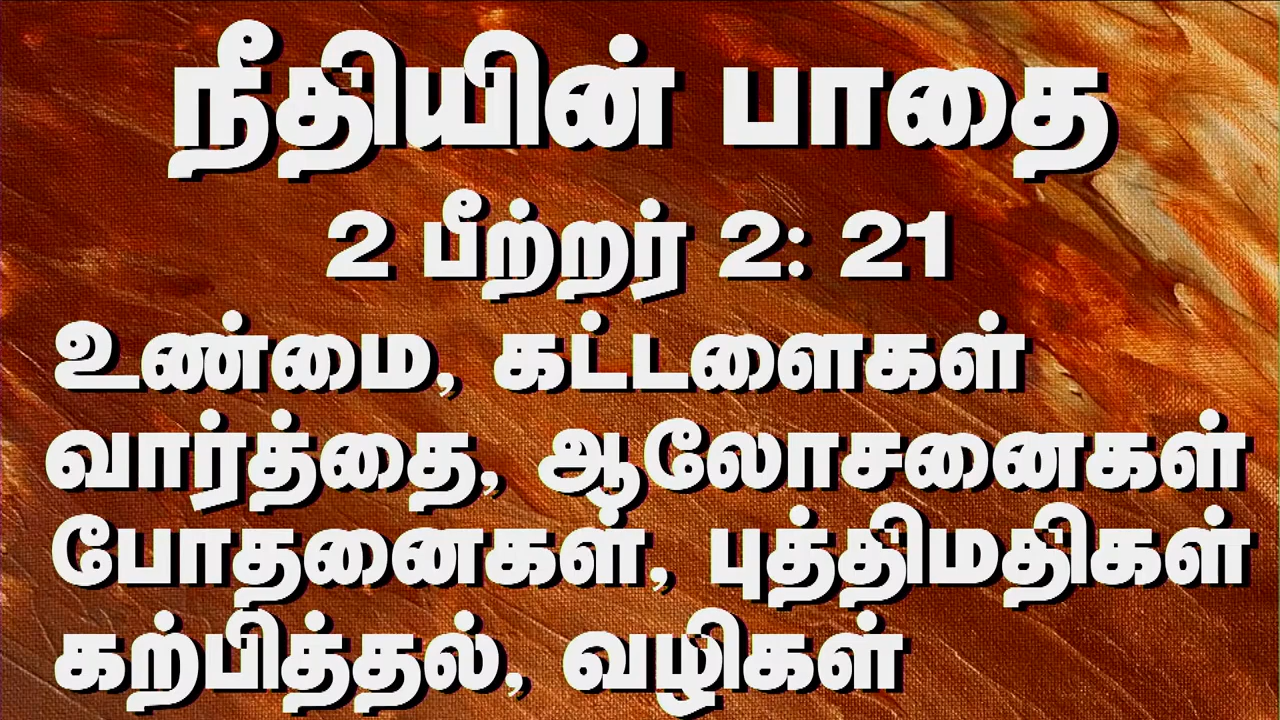 நீதியின் பாதை
2 பீற்றர் 2: 21
உண்மை, கட்டளைகள்
வார்த்தை, ஆலோசனைகள்
போதனைகள், புத்திமதிகள்
கற்பித்தல், வழிகள்